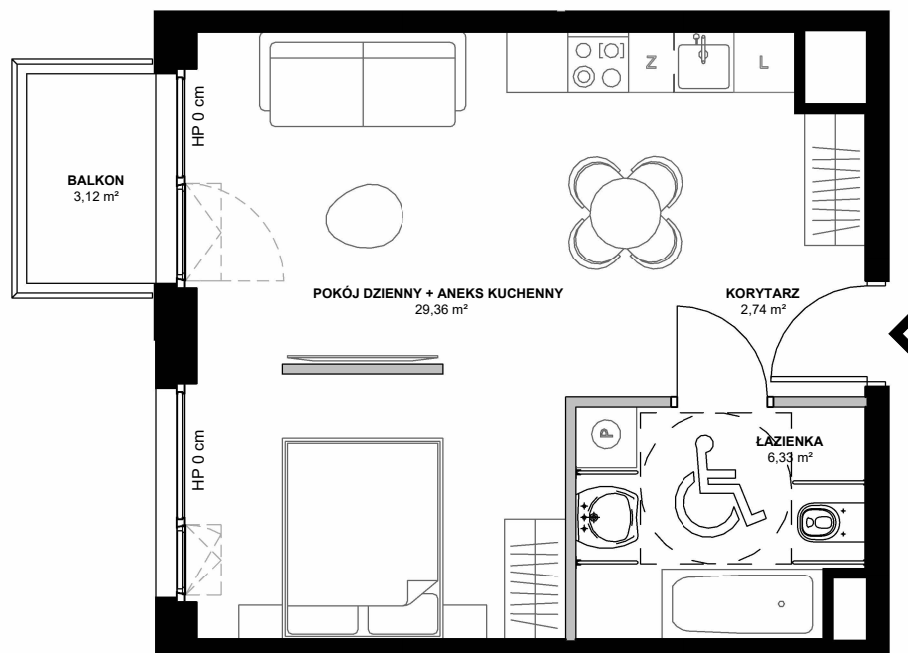 HP 0 cm
Z
L
BALKON
3,12 m²
POKÓJ DZIENNY + ANEKS KUCHENNY
29,36 m²
KORYTARZ
2,74 m²
HP 0 cm
P
ŁAZIENKA
6,33 m²